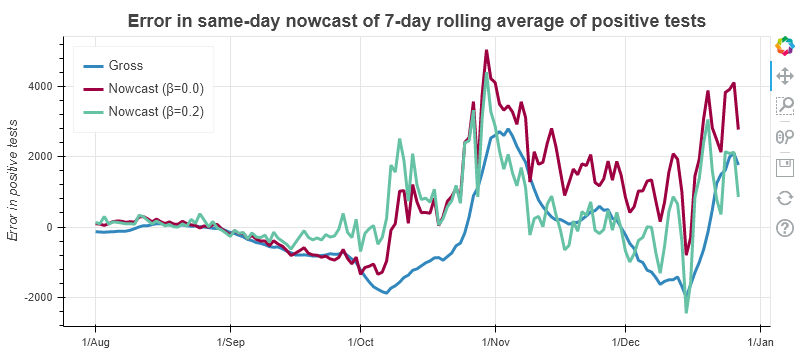 Error in same-day nowcast of 7-day rolling average of positive tests
Gross
Nowcast (β=0.0)
Nowcast (β=0.2)
Error in positive tests
4000
2000
0
-2000
1/Aug
1/Sep
1/Oct
1/Nov
1/Dec
1/Jan